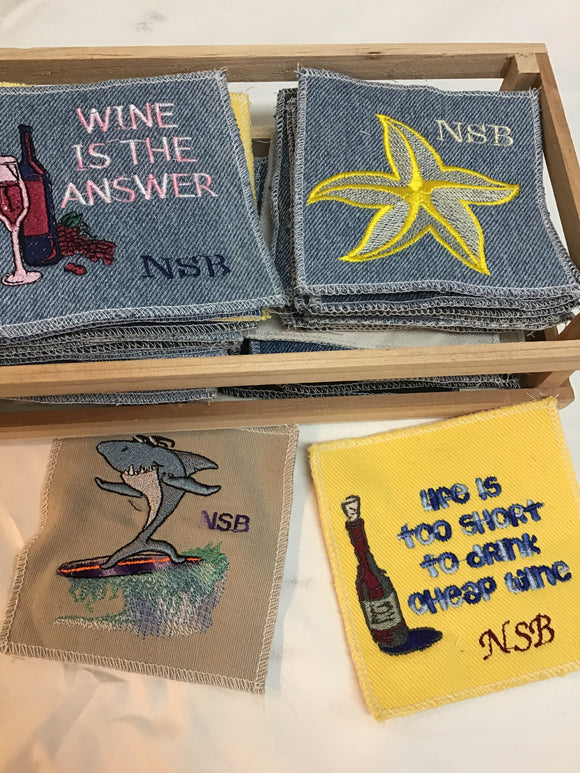 WINE
IS THE
ANSWER
NSB
NSB
NSB
LIFE IS
TOO SHORT
TO DRINK
CHEAP WINE
NSB